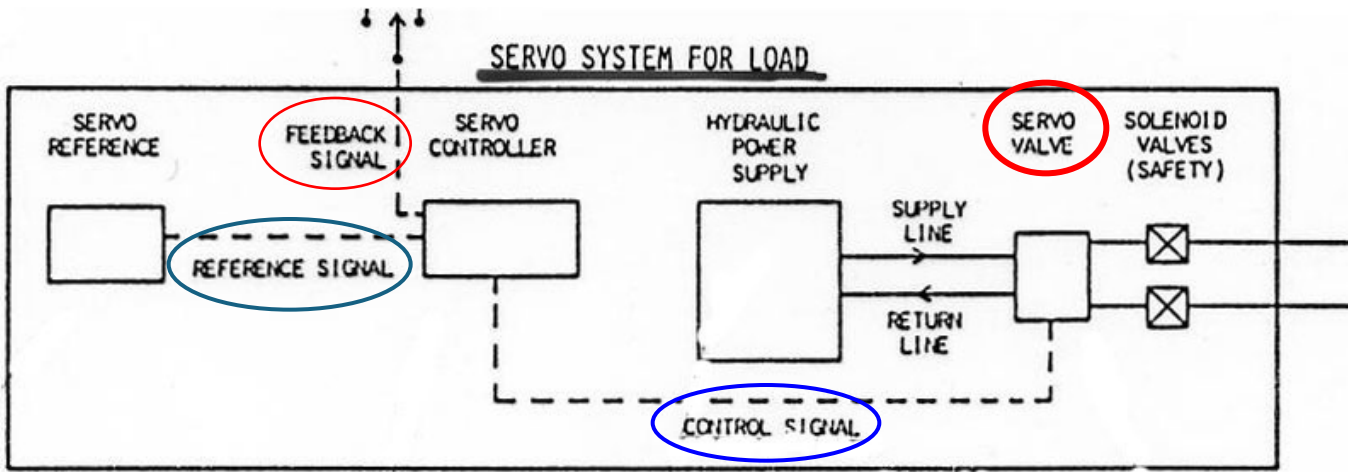 SERVO SYSTEM FOR LOAD
SERVO
REFERENCE
FEEDBACK
SIGNAL
SERVO
CONTROLLER
HYDRAULIC
POWER
SUPPLY
SERVO
VALVE
SOLENOID
VALVES
(SAFETY)
REFERENCE SIGNAL
SUPPLY
LINE
RETURN
LINE
CONTROL SIGNAL